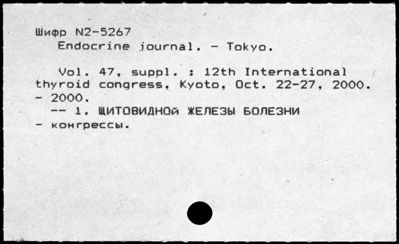 Шифр N2-5267
Endocrine journal. - Tokyo.
Vol. 47, suppl. : 12th International
thyroid congress, Kyoto, Oct. 22-27, 2000.
- 2000.
-- 1. ЩИТОВИДНОЙ ЖЕЛЕЗЫ БОЛЕЗНИ
- конгрессы.